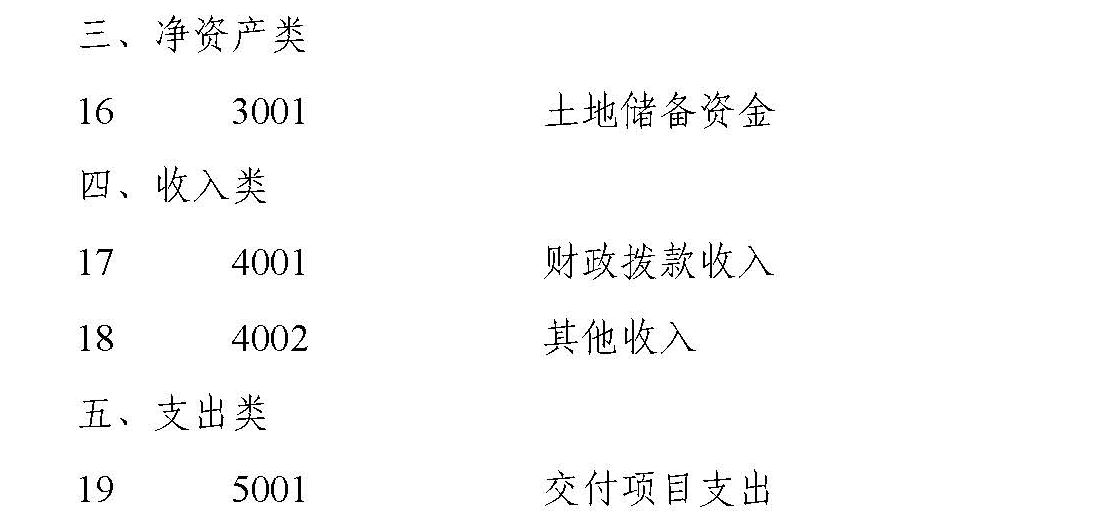 三、净资产类
16 3001 土地储备资金
四、收入类
17 4001 财政拨款收入
18 4002 其他收入
五、支出类
19 5001 交付项目支出